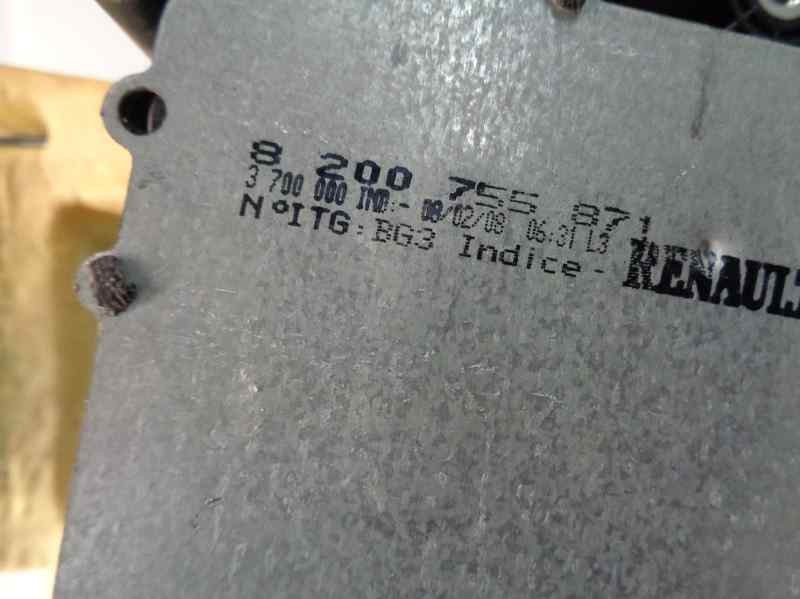 8 200 755 871
3 700 000 IND:- 08/02/08 06:31 L3
N°ITG: BG3 Indice -
RENAULT